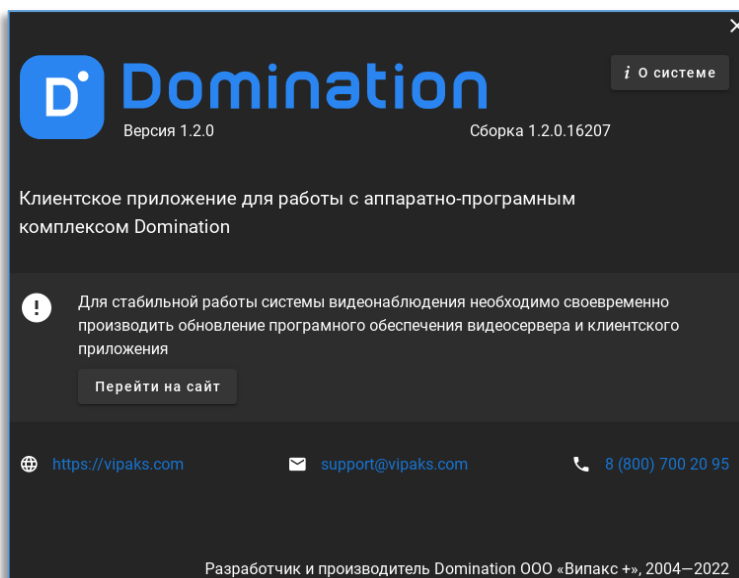 Domination
i О системе
Версия 1.2.0
Сборка 1.2.0.16207
Клиентское приложение для работы с аппаратно-програмным
комплексом Domination
Для стабильной работы системы видеонаблюдения необходимо своевременно
производить обновление програмного обеспечения видеосервера и клиентского
приложения
Перейти на сайт
https://vipaks.com
support@vipaks.com
8 (800) 700 20 95
Разработчик и производитель Domination ООО «Випакс +», 2004—2022